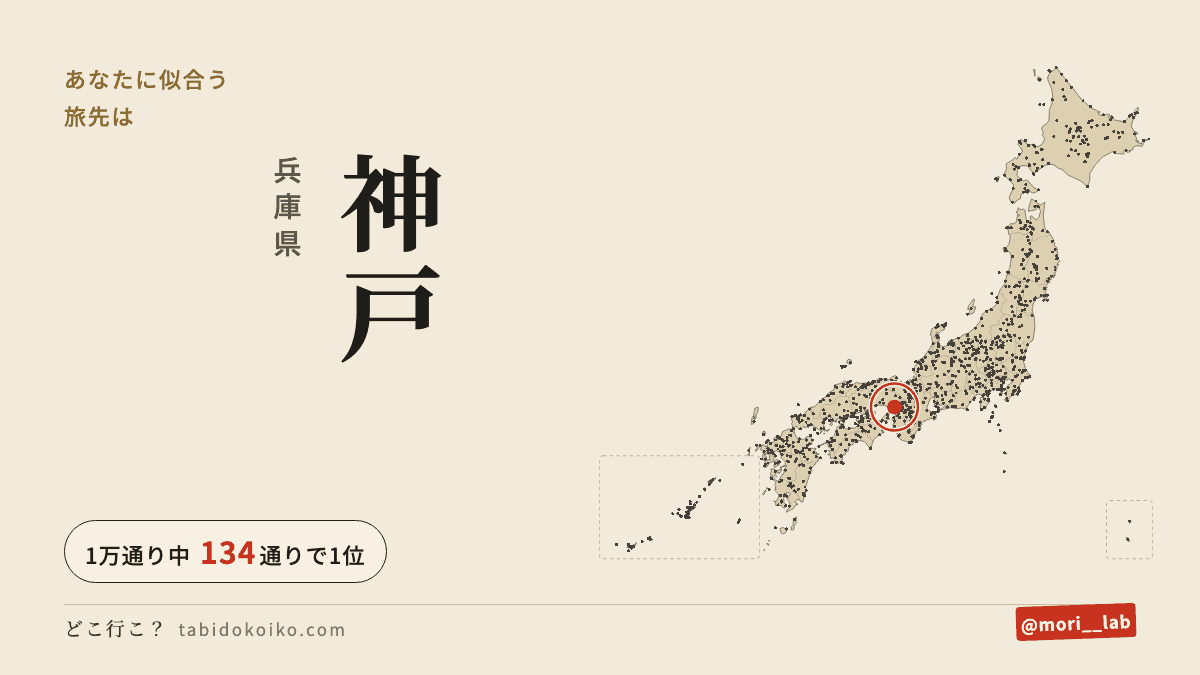 あなたに似合う
旅先は
神戸
兵庫県
1万通り中 134通りで1位
どこ行こ? tabidokoiko.com
@mori__lab